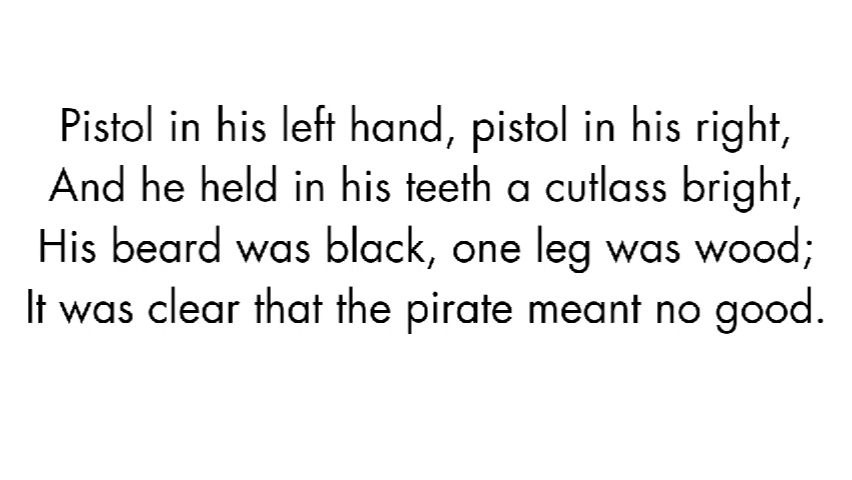 Pistol in his left hand, pistol in his right,
And he held in his teeth a cutlass bright,
His beard was black, one leg was wood;
It was clear that the pirate meant no good.